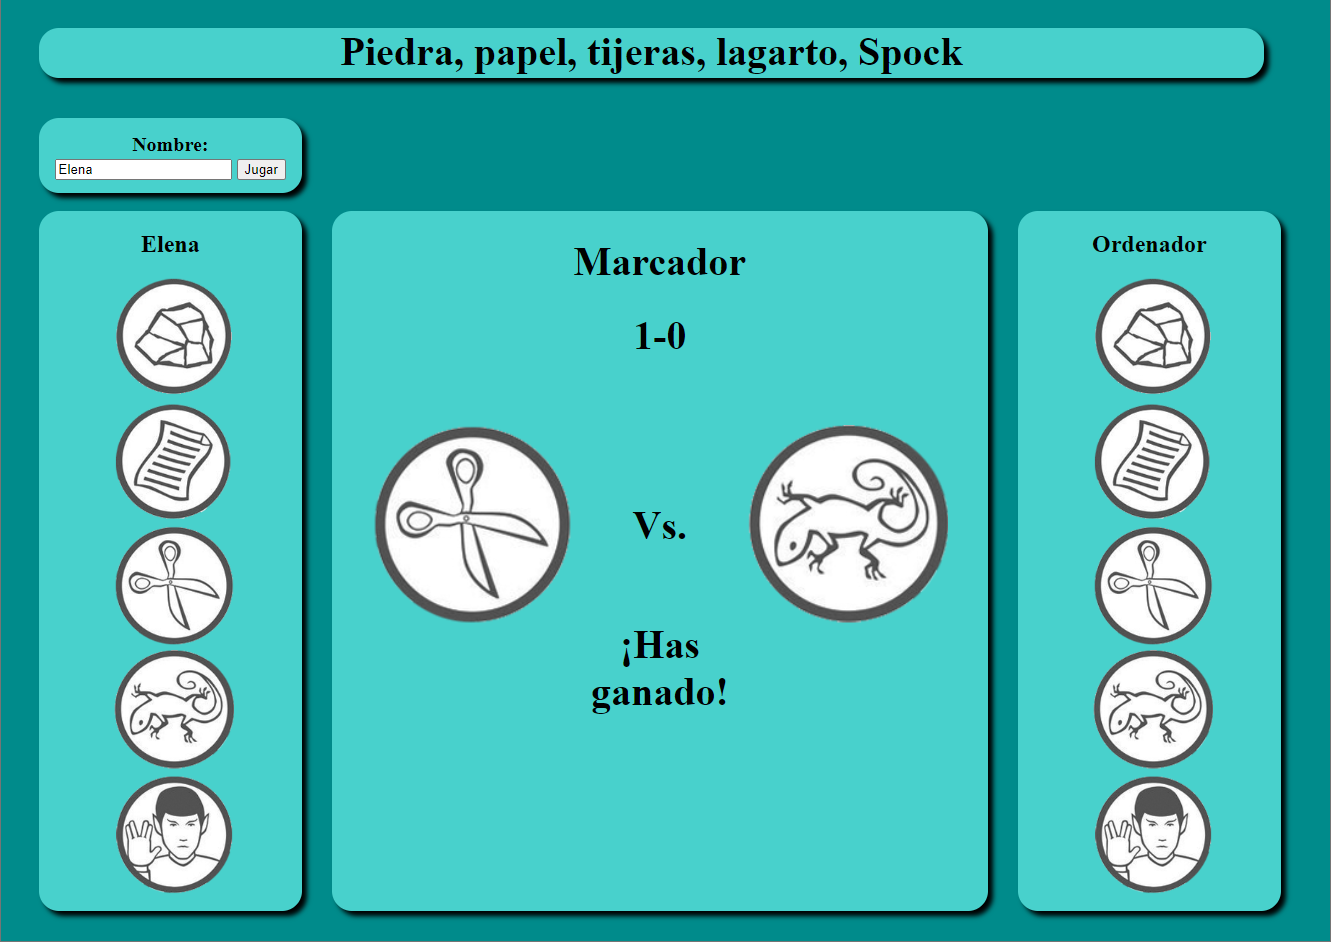 Piedra, papel, tijeras, lagarto, Spock
Nombre:
Elena Jugar
Elena
Marcador
1-0
Vs.
¡Has
ganado!
Ordenador